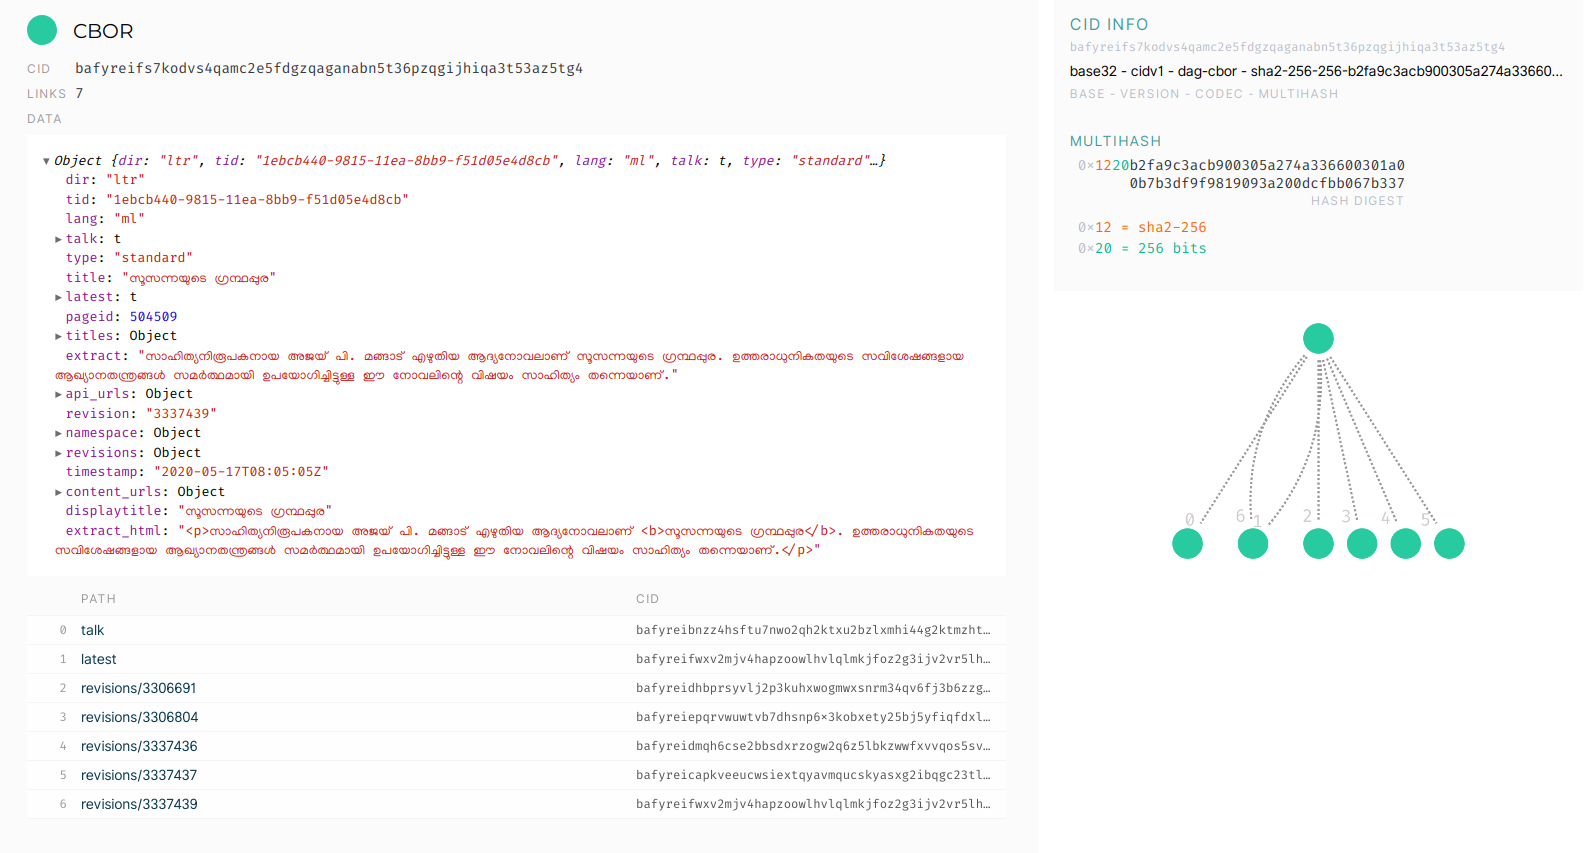 CBOR
CID bafyreifs7kodvs4qamc2e5fdgzqaganabn5t36pzqgijhiqa3t53az5tg4
LINKS 7
DATA
▼Object {dir: "ltr", tid: "1ebcb440-9815-11ea-8bb9-f51d05e4d8cb", lang: "ml", talk: t, type: "standard"…}
dir: "ltr"
tid: "1ebcb440-9815-11ea-8bb9-f51d05e4d8cb"
lang: "ml"
▶talk: t
type: "standard"
title: "സൂസന്നയുടെ ഗ്രന്ഥപ്പുര"
▶latest: t
pageid: 504509
▶titles: Object
extract: "സാഹിത്യനിരൂപകനായ അജയ് പി. മങ്ങാട് എഴുതിയ ആദ്യനോവലാണ് സൂസന്നയുടെ ഗ്രന്ഥപ്പുര. ഉത്തരാധുനികതയുടെ സവിശേഷങ്ങളായ
ആഖ്യാനതന്ത്രങ്ങൾ സമർത്ഥമായി ഉപയോഗിച്ചിട്ടുള്ള ഈ നോവലിന്റെ വിഷയം സാഹിത്യം തന്നെയാണ്."
▶api_urls: Object
revision: "3337439"
▶namespace: Object
▶revisions: Object
timestamp: "2020-05-17T08:05:05Z"
▶content_urls: Object
displaytitle: "സൂസന്നയുടെ ഗ്രന്ഥപ്പുര"
extract_html: "<p>സാഹിത്യനിരൂപകനായ അജയ് പി. മങ്ങാട് എഴുതിയ ആദ്യനോവലാണ് <b>സൂസന്നയുടെ ഗ്രന്ഥപ്പുര</b>. ഉത്തരാധുനികതയുടെ
സവിശേഷങ്ങളായ ആഖ്യാനതന്ത്രങ്ങൾ സമർത്ഥമായി ഉപയോഗിച്ചിട്ടുള്ള ഈ നോവലിന്റെ വിഷയം സാഹിത്യം തന്നെയാണ്.</p>"
PATH CID
0 talk bafyreibnzz4hsftu7nwo2qh2ktxu2bzlxmhi44g2ktmzht…
1 latest bafyreifwxv2mjv4hapzoowlhvlqlmkjfoz2g3ijv2vr5lh…
2 revisions/3306691 bafyreidhbprsyvlj2p3kuhxwogmwxsnrm34qv6fj3b6zzg…
3 revisions/3306804 bafyreiepqrvwuwtvb7dhsnp6x3kobxety25bj5yfiqfdxl…
4 revisions/3337436 bafyreidmqh6cse2bbsdxrzogw2q6z5lbkzwwfxvvqos5sv…
5 revisions/3337437 bafyreicapkveeucwsiextqyavmqucskyasxg2ibqgc23tl…
6 revisions/3337439 bafyreifwxv2mjv4hapzoowlhvlqlmkjfoz2g3ijv2vr5lh…
CID INFO
bafyreifs7kodvs4qamc2e5fdgzqaganabn5t36pzqgijhiqa3t53az5tg4
base32 - cidv1 - dag-cbor - sha2-256-256-b2fa9c3acb900305a274a33660…
BASE - VERSION - CODEC - MULTIHASH
MULTIHASH
0x1220b2fa9c3acb900305a274a336600301a0
0b7b3df9f9819093a200dcfbb067b337
HASH DIGEST
0x12 = sha2-256
0x20 = 256 bits
0 6 1 2 3 4 5